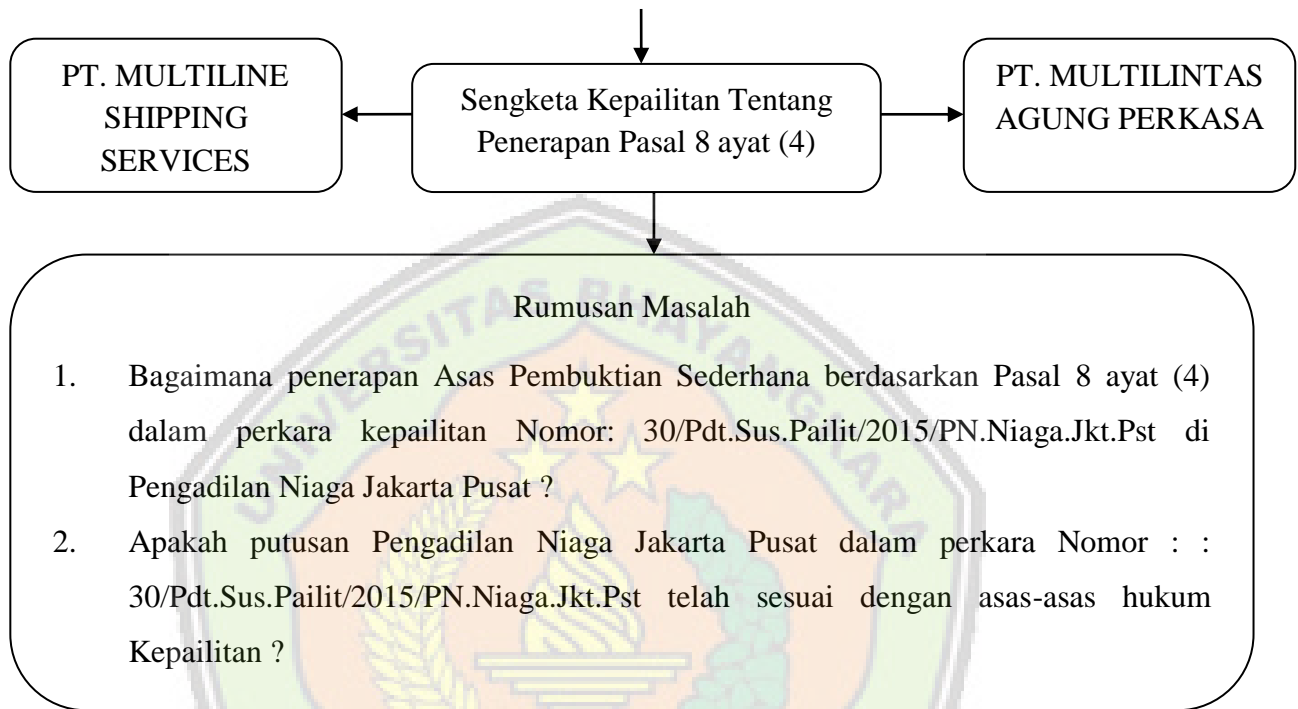 PT. MULTILINE
SHIPPING
SERVICES
Sengketa Kepailitan Tentang
Penerapan Pasal 8 ayat (4)
PT. MULTILINTAS
AGUNG PERKASA
Rumusan Masalah
1. Bagaimana penerapan Asas Pembuktian Sederhana berdasarkan Pasal 8 ayat (4)
dalam perkara kepailitan Nomor: 30/Pdt.Sus.Pailit/2015/PN.Niaga.Jkt.Pst di
Pengadilan Niaga Jakarta Pusat ?
2. Apakah putusan Pengadilan Niaga Jakarta Pusat dalam perkara Nomor : :
30/Pdt.Sus.Pailit/2015/PN.Niaga.Jkt.Pst telah sesuai dengan asas-asas hukum
Kepailitan ?
UNIVERSITAS BHAYANGKARA